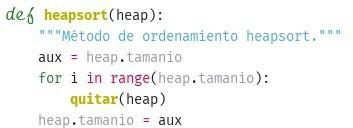 def heapsort(heap):
    """Método de ordenamiento heapsort."""
    aux = heap.tamanio
    for i in range(heap.tamanio):
        quitar(heap)
    heap.tamanio = aux